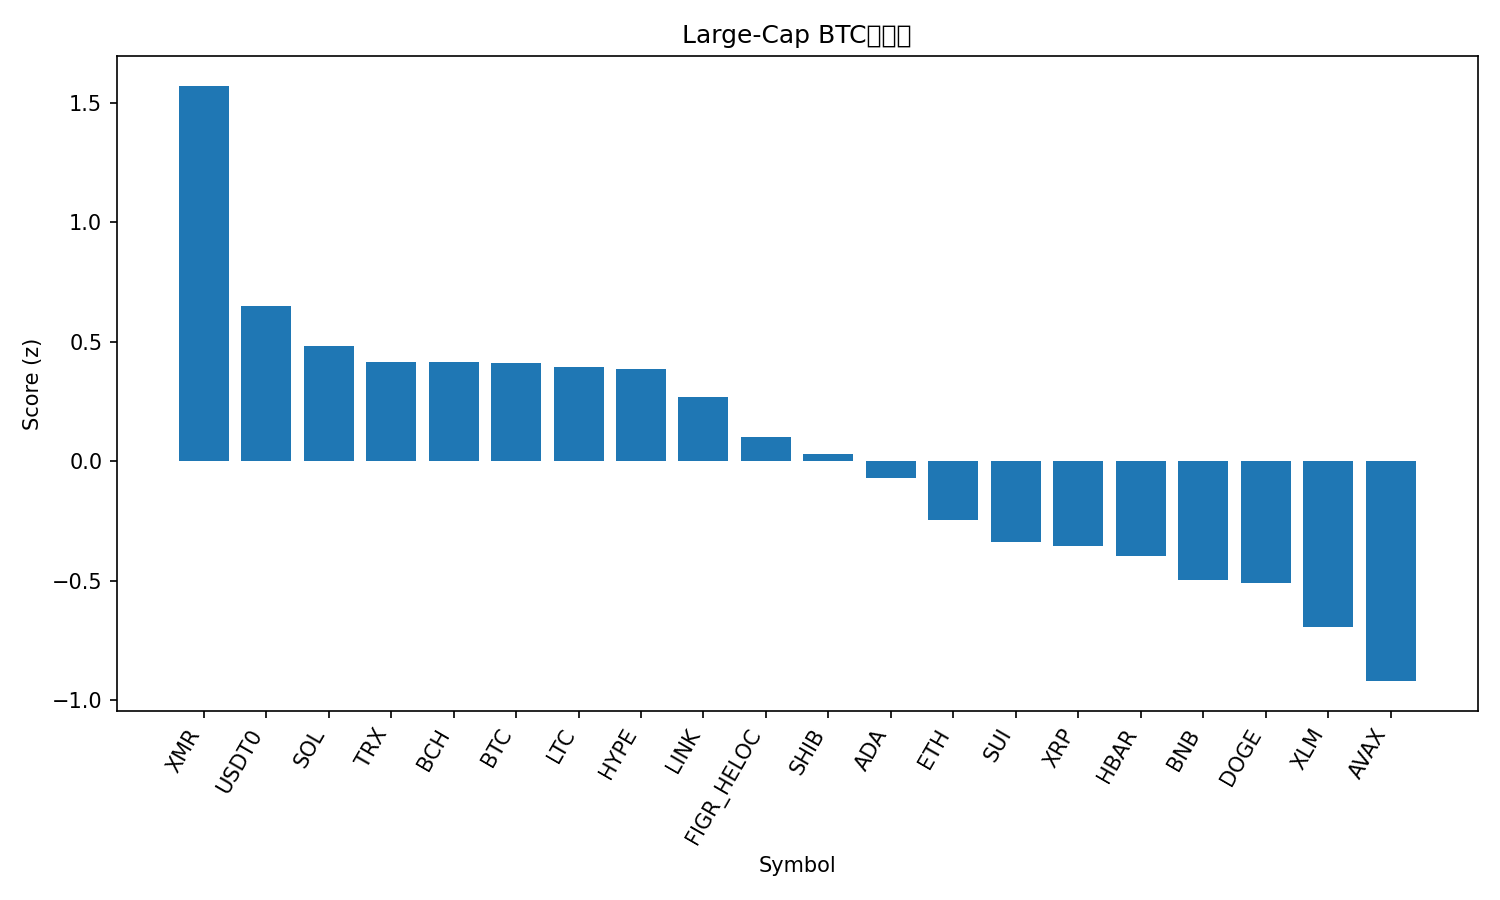 Large-Cap BTC
Score (z)
1.5
1.0
0.5
0.0
−0.5
−1.0
XMR
USDT0
SOL
TRX
BCH
BTC
LTC
HYPE
LINK
FIGR_HELOC
SHIB
ADA
ETH
SUI
XRP
HBAR
BNB
DOGE
XLM
AVAX
Symbol